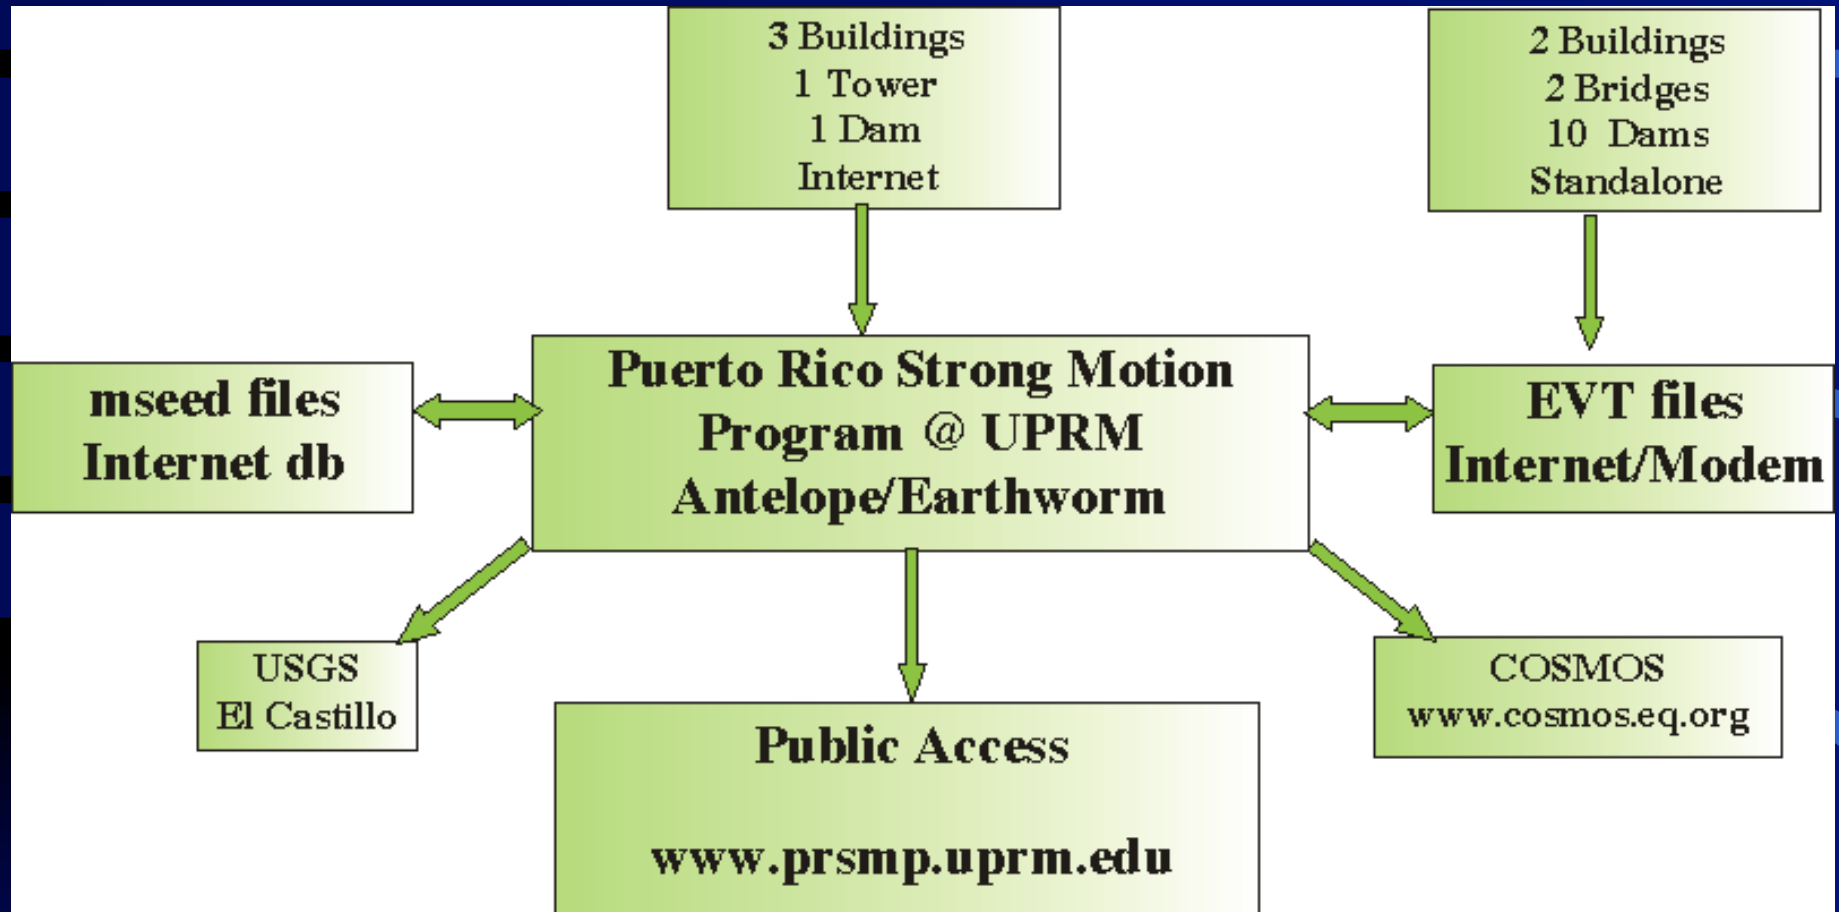 3 Buildings
1 Tower
1 Dam
Internet
2 Buildings
2 Bridges
10 Dams
Standalone
mseed files
Internet db
Puerto Rico Strong Motion
Program @ UPRM
Antelope/Earthworm
EVT files
Internet/Modem
USGS
El Castillo
Public Access
www.prsmp.uprm.edu
COSMOS
www.cosmos.eq.org